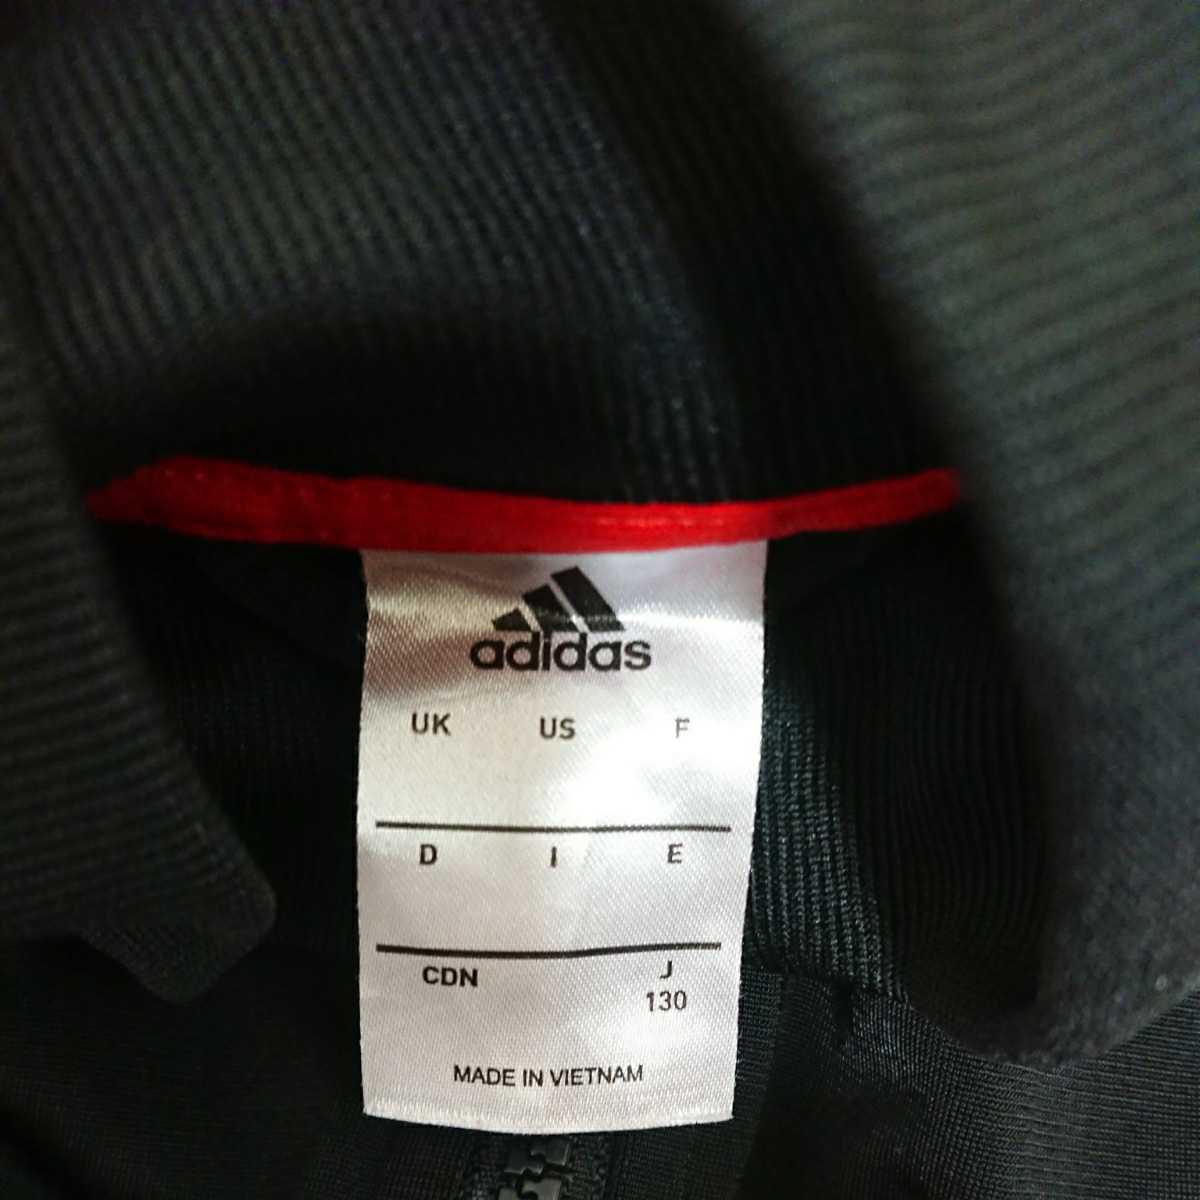 adidas
UK US F
D I E
CDN J
130
MADE IN VIETNAM